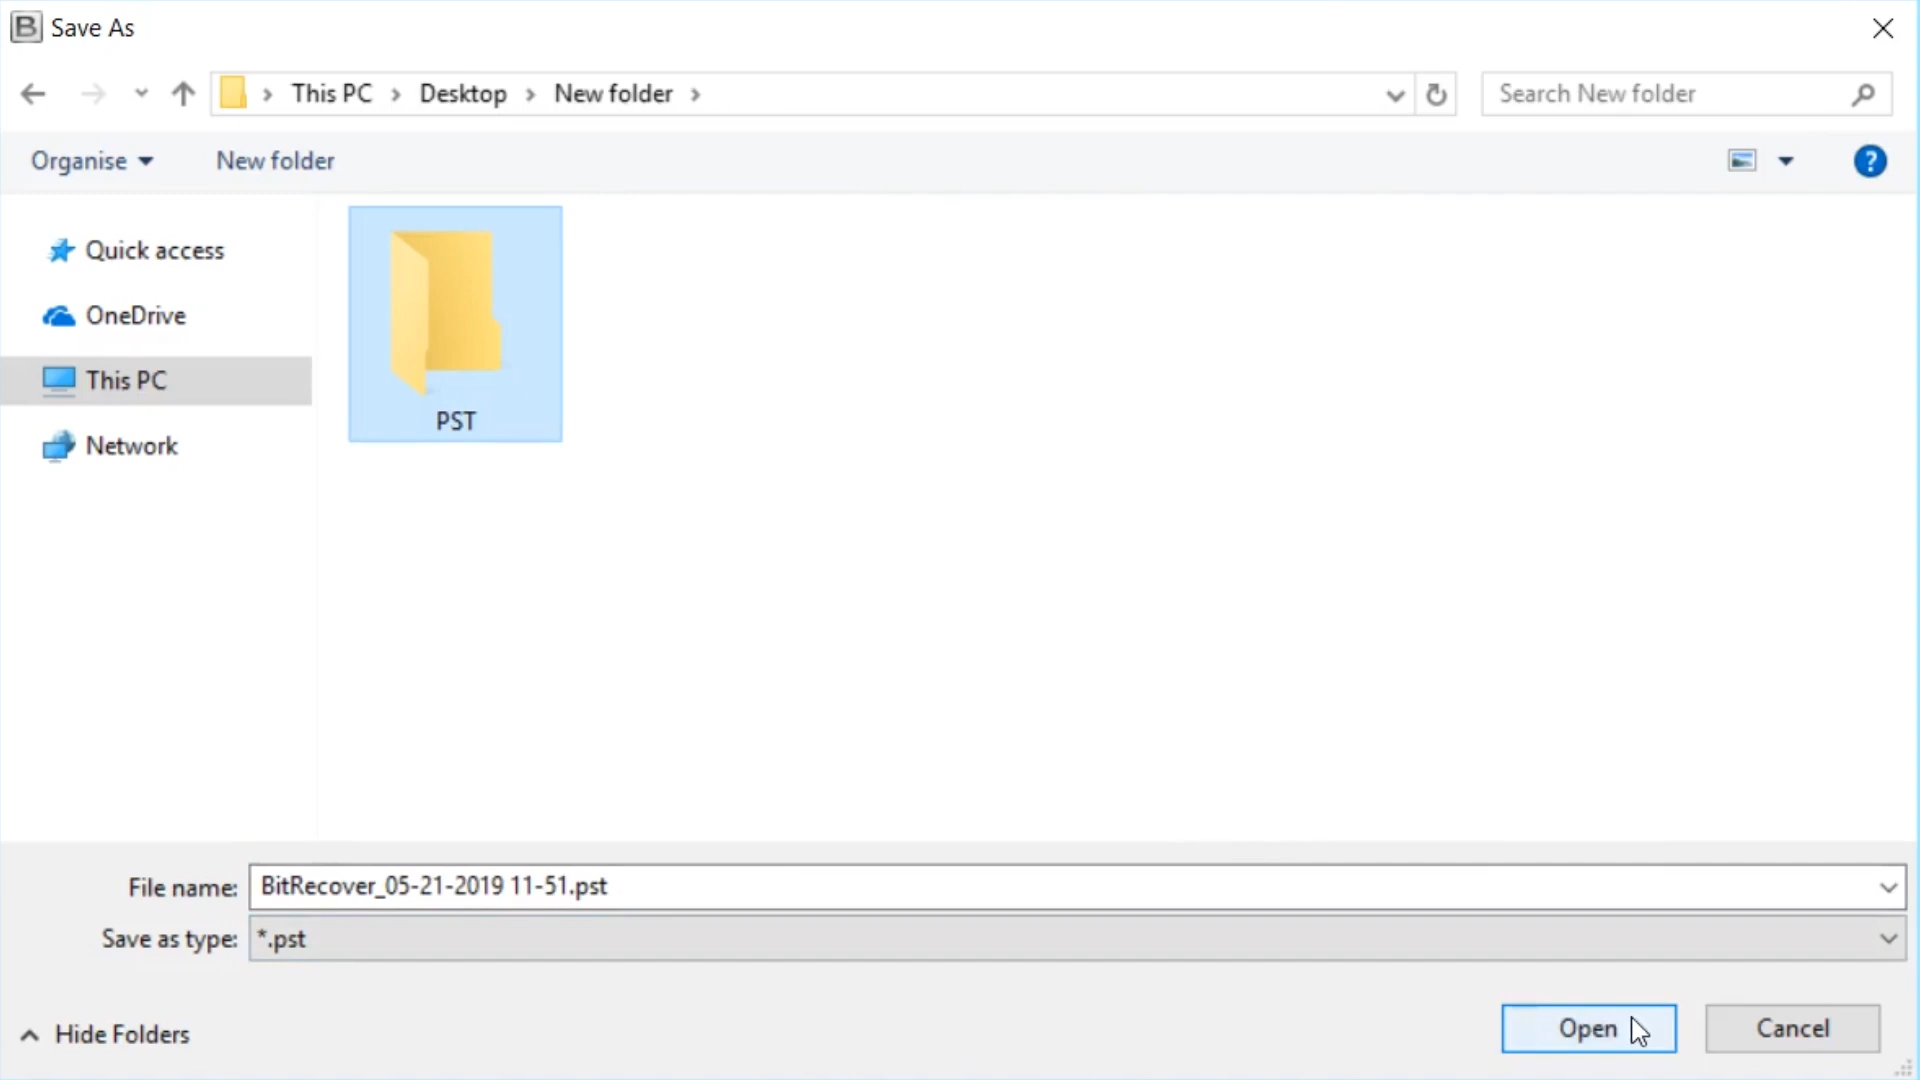 B Save As
This PC > Desktop > New folder >
Search New folder
Organise
New folder
?
Quick access
OneDrive
This PC
Network
PST
File name: BitRecover_05-21-2019 11-51.pst
Save as type: *.pst
Hide Folders
Open
Cancel